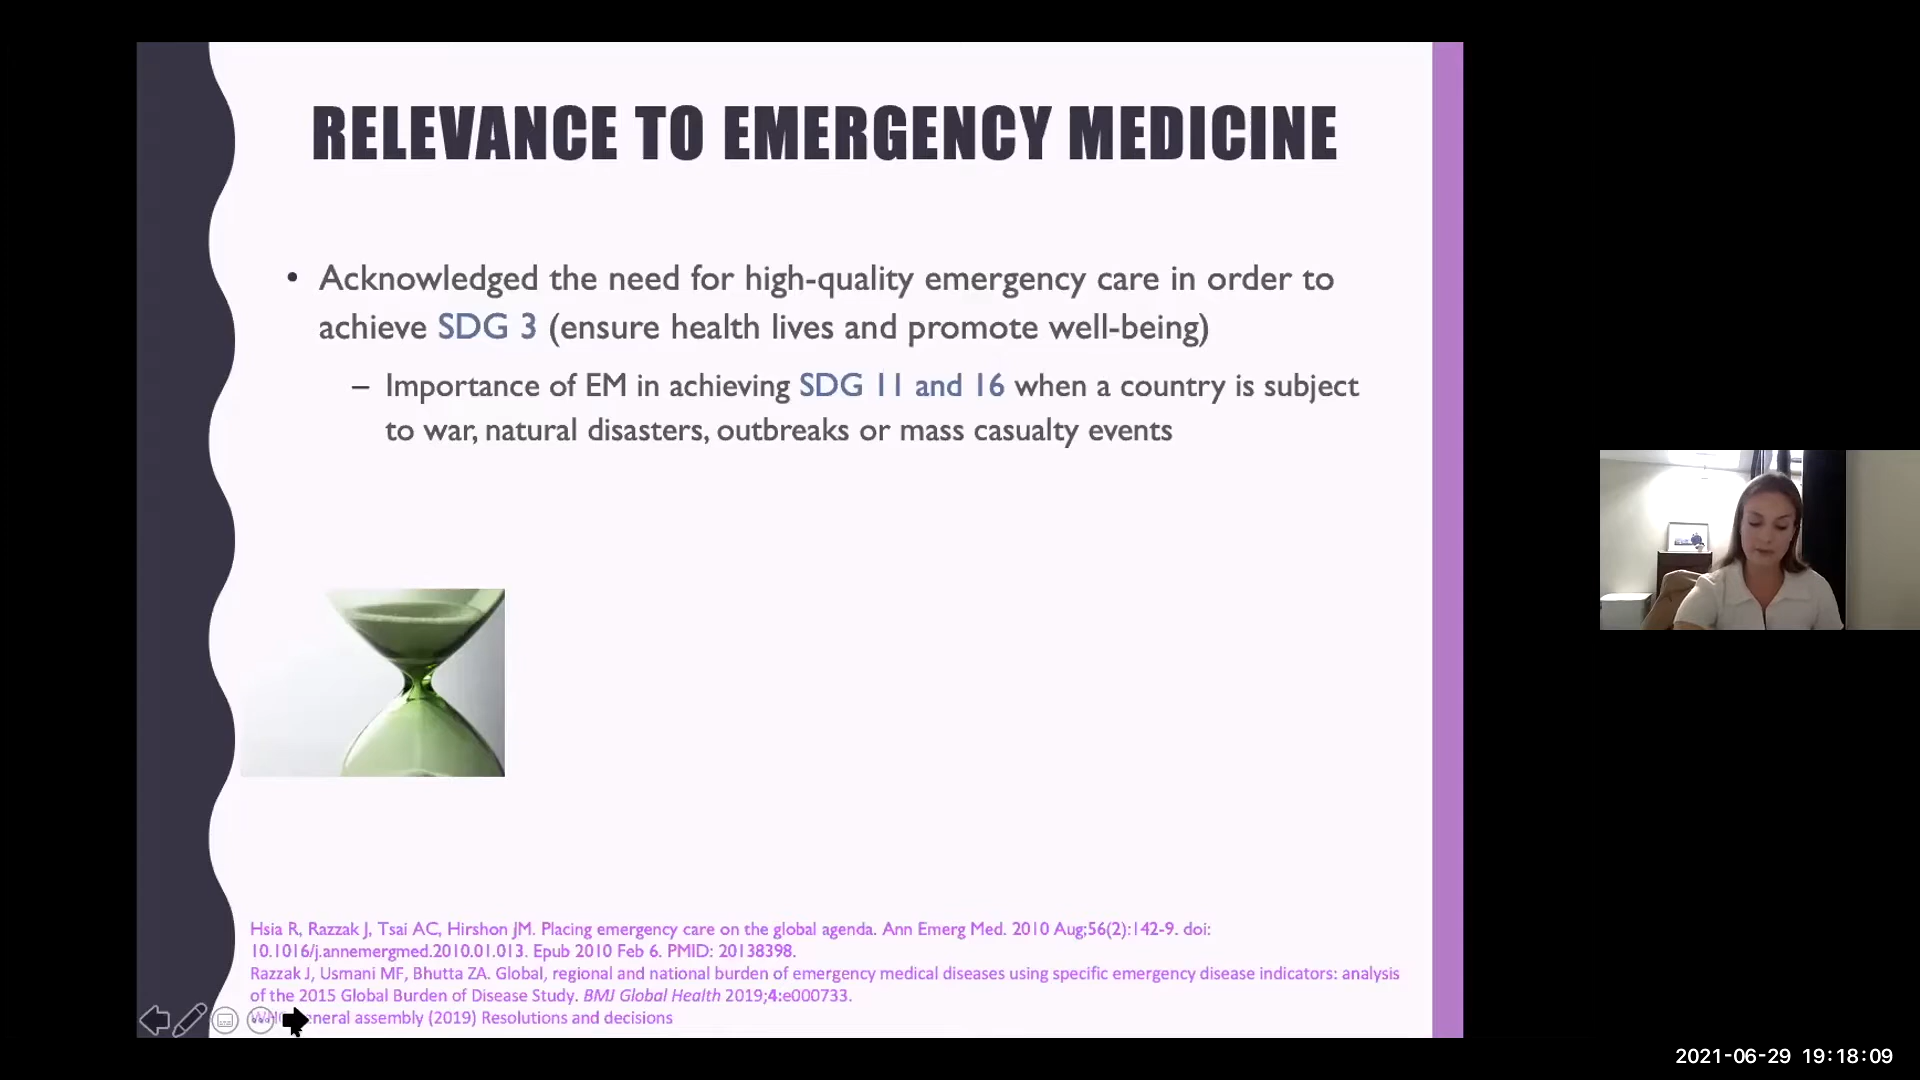 RELEVANCE TO EMERGENCY MEDICINE
• Acknowledged the need for high-quality emergency care in order to
achieve SDG 3 (ensure health lives and promote well-being)
– Importance of EM in achieving SDG 11 and 16 when a country is subject
to war, natural disasters, outbreaks or mass casualty events
Hsia R, Razzak J, Tsai AC, Hirshon JM. Placing emergency care on the global agenda. Ann Emerg Med. 2010 Aug;56(2):142-9. doi:
10.1016/j.annemergmed.2010.01.013. Epub 2010 Feb 6. PMID: 20138398.
Razzak J, Usmani MF, Bhutta ZA. Global, regional and national burden of emergency medical diseases using specific emergency disease indicators: analysis
of the 2015 Global Burden of Disease Study. BMJ Global Health 2019;4:e000733.
assembly (2019) Resolutions and decisions
2021-06-29 19:18:09